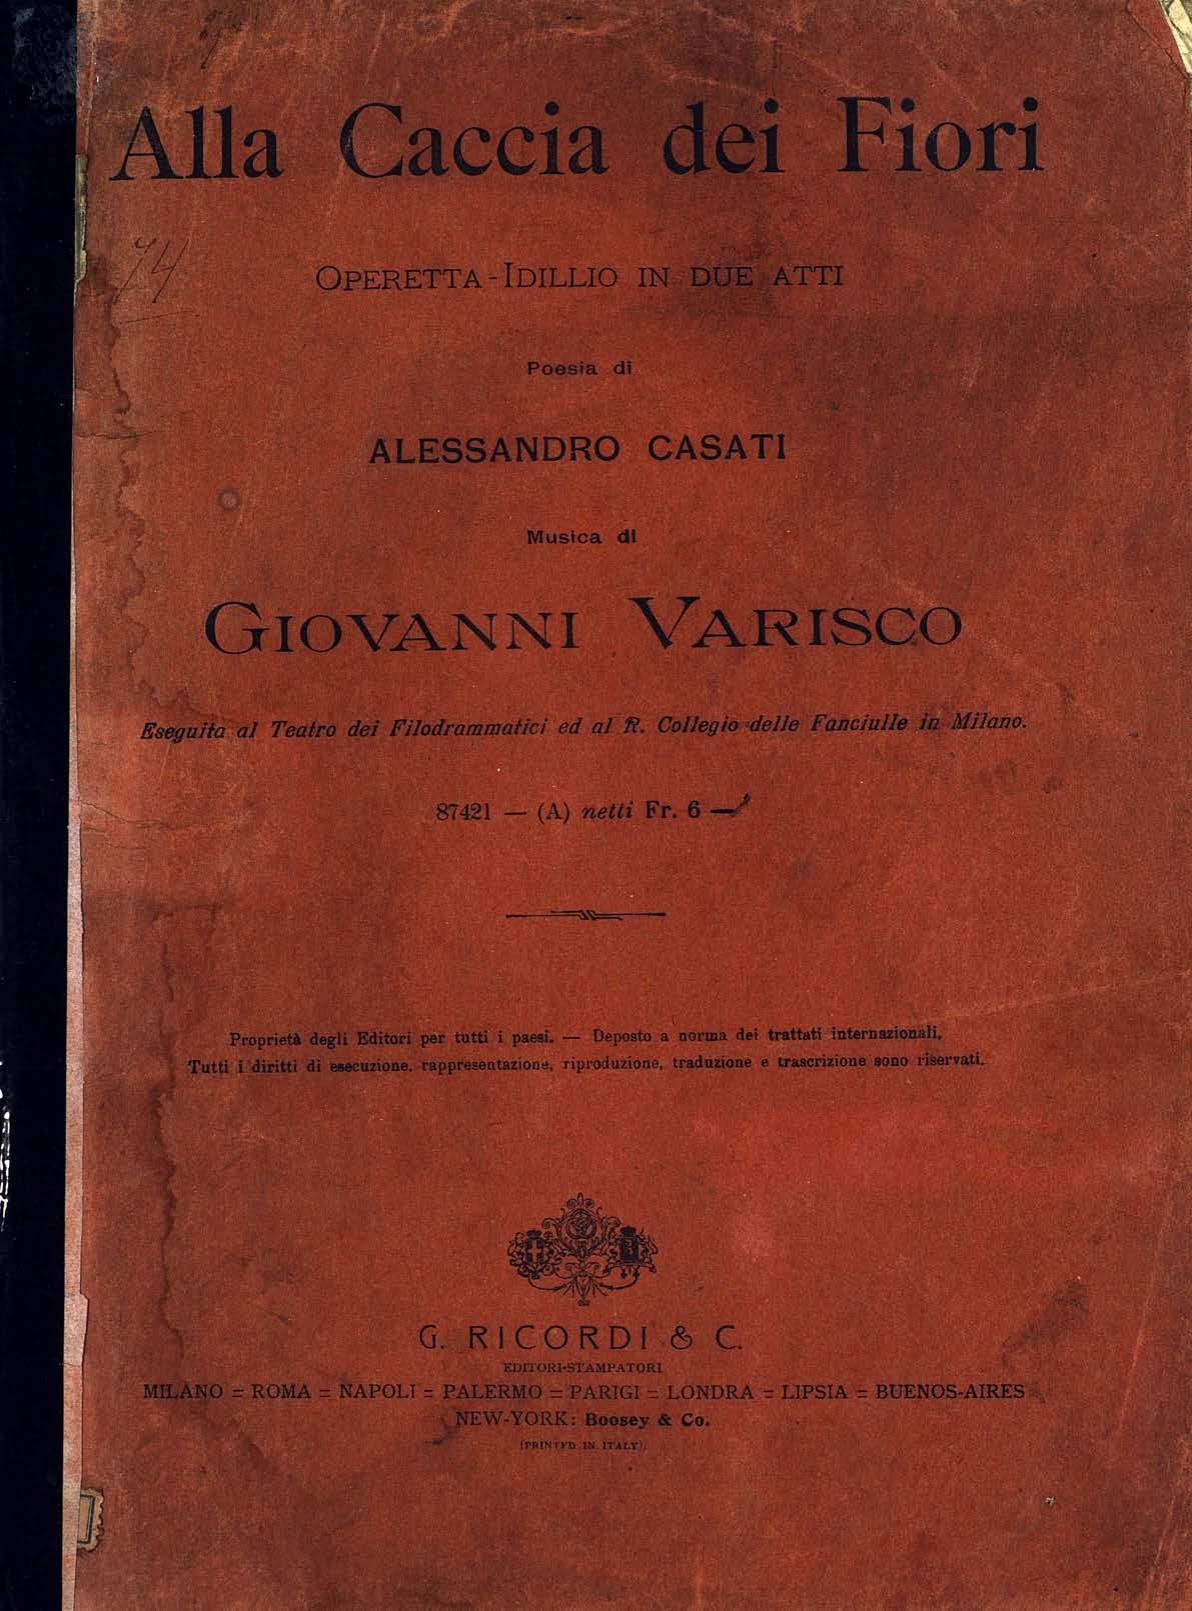 Alla Caccia dei Fiori
74
OPERETTA-IDILLIO IN DUE ATTI
Poesia di
ALESSANDRO CASATI
Musica di
GIOVANNI VARISCO
Eseguita al Teatro dei Filodrammatici ed al R. Collegio delle Fanciulle in Milano.
87421 — (A) netti Fr. 6 —
Proprietà degli Editori per tutti i paesi. — Deposto a norma dei trattati internazionali.
Tutti i diritti di esecuzione, rappresentazione, riproduzione, traduzione e trascrizione sono riservati.
G. RICORDI & C.
EDITORI-STAMPATORI
MILANO = ROMA = NAPOLI = PALERMO = PARIGI = LONDRA = LIPSIA = BUENOS-AIRES
NEW-YORK: Boosey & Co.
(PRINTED IN ITALY).